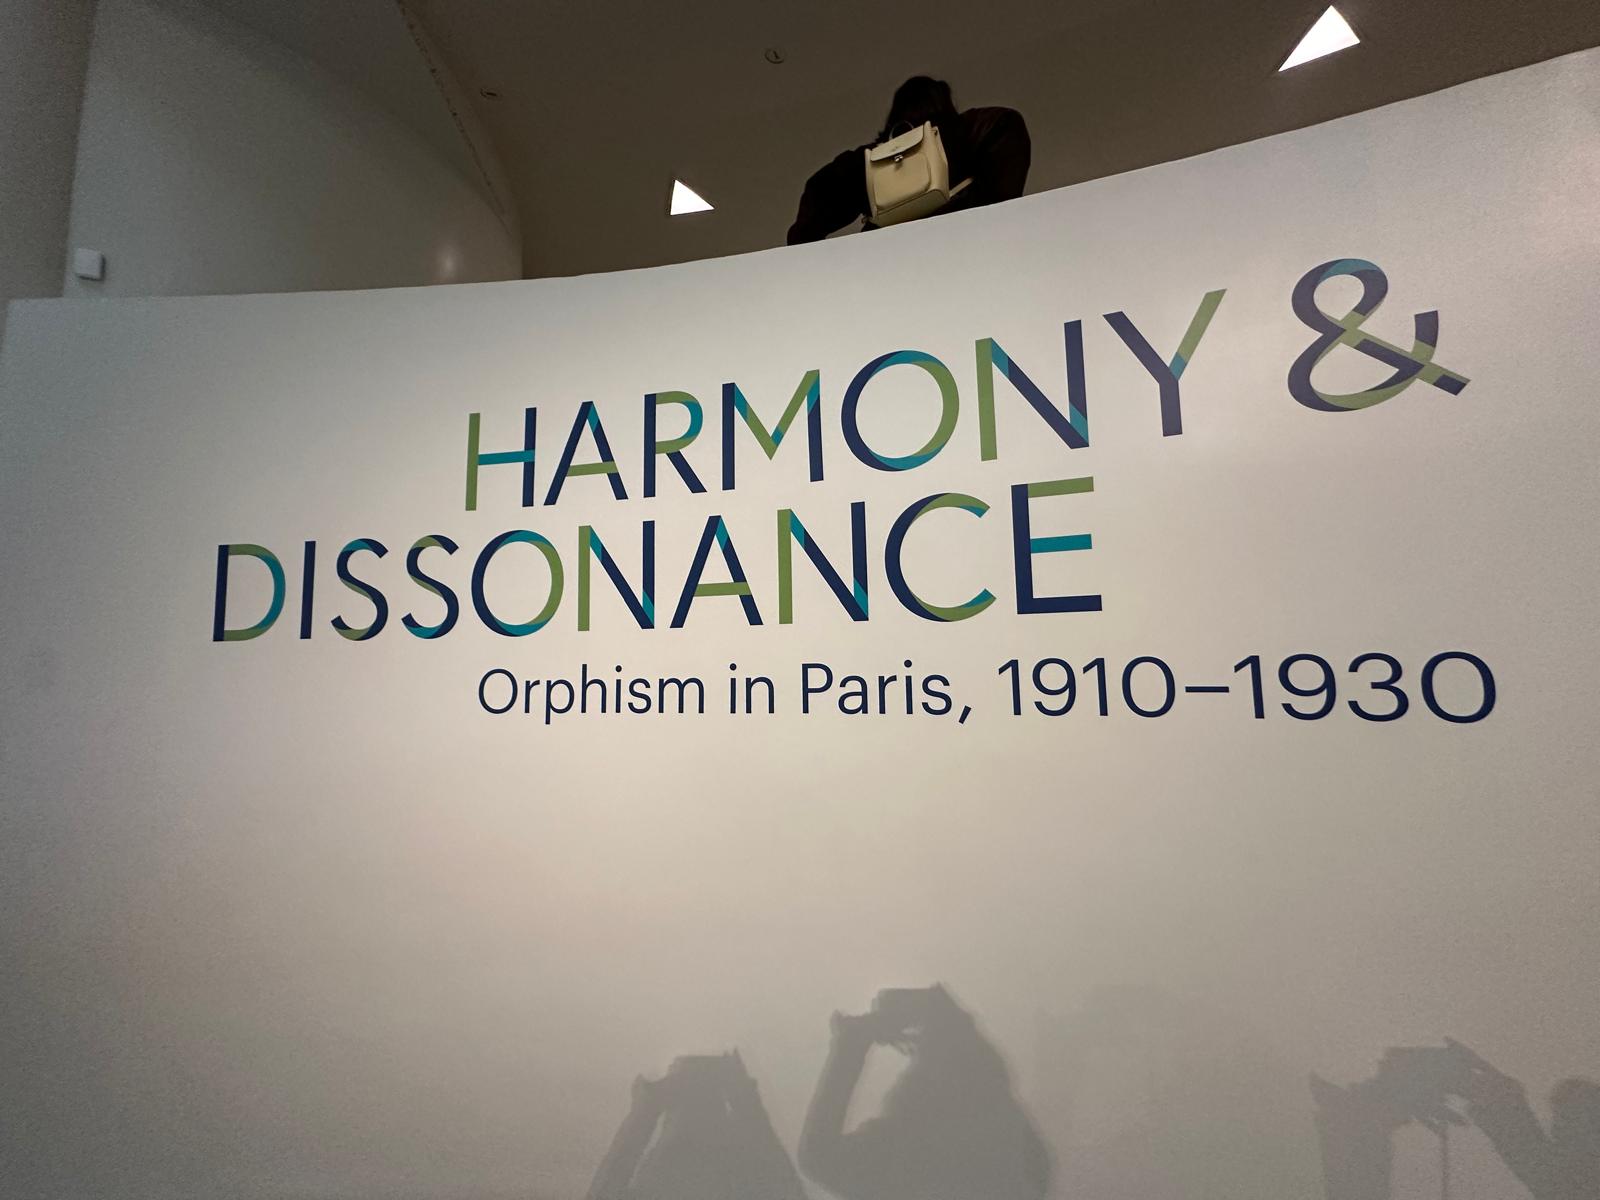 HARMONY &
DISSONANCE
Orphism in Paris, 1910–1930